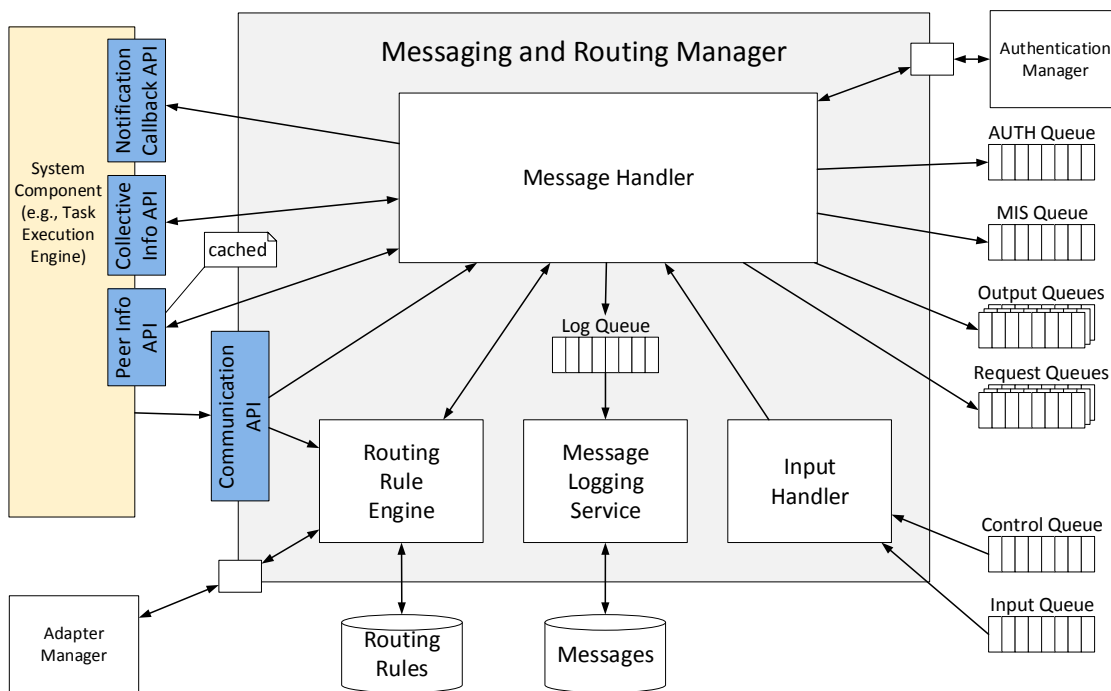 Messaging and Routing Manager
Authentication
Manager
Notification
Callback API
System
Component
(e.g., Task
Execution
Engine)
Collective
Info API
cached
Peer Info
API
Communication
API
Message Handler
AUTH Queue
MIS Queue
Output Queues
Request Queues
Log Queue
Routing
Rule
Engine
Message
Logging
Service
Input
Handler
Control Queue
Input Queue
Adapter
Manager
Routing
Rules
Messages